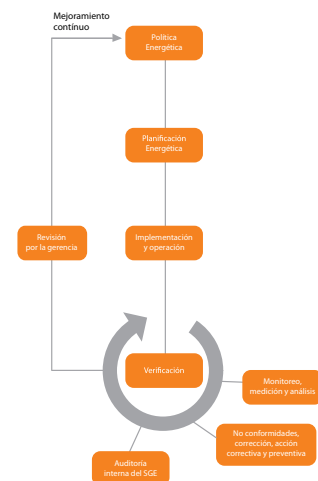 Mejoramiento
contínuo
Política
Energética
Planificación
Energética
Revisión
por la gerencia
Implementación
y operación
Verificación
Monitoreo,
medición y análisis
No conformidades,
corrección, acción
correctiva y preventiva
Auditoría
interna del SGE